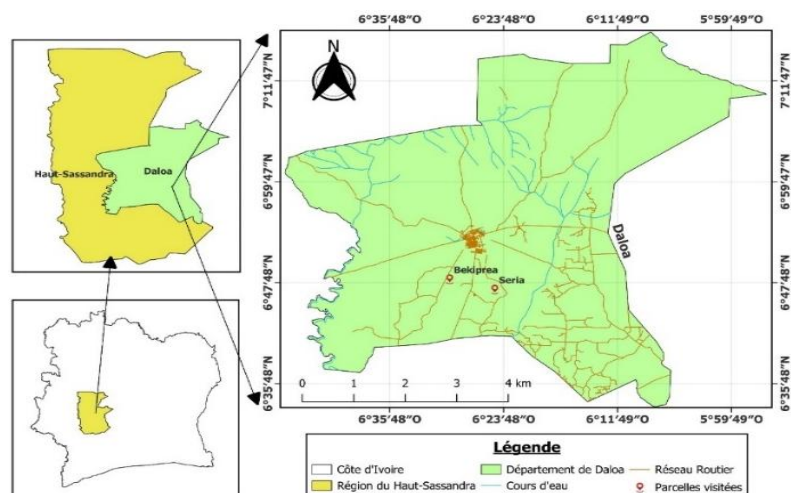 Haut-Sassandra
Daloa
N
6°35'48"O 6°23'48"O 6°11'49"O 5°59'49"O
7°11'47"N
6°59'47"N
6°47'48"N
6°35'48"N
7°11'47"N
6°59'47"N
6°47'48"N
6°35'48"N
Daloa
Bekiprea
Seria
0 1 2 3 4 km
6°35'48"O 6°23'48"O 6°11'49"O 5°59'49"O
Légende
Côte d'Ivoire
Département de Daloa
Réseau Routier
Région du Haut-Sassandra
Cours d'eau
Parcelles visitées